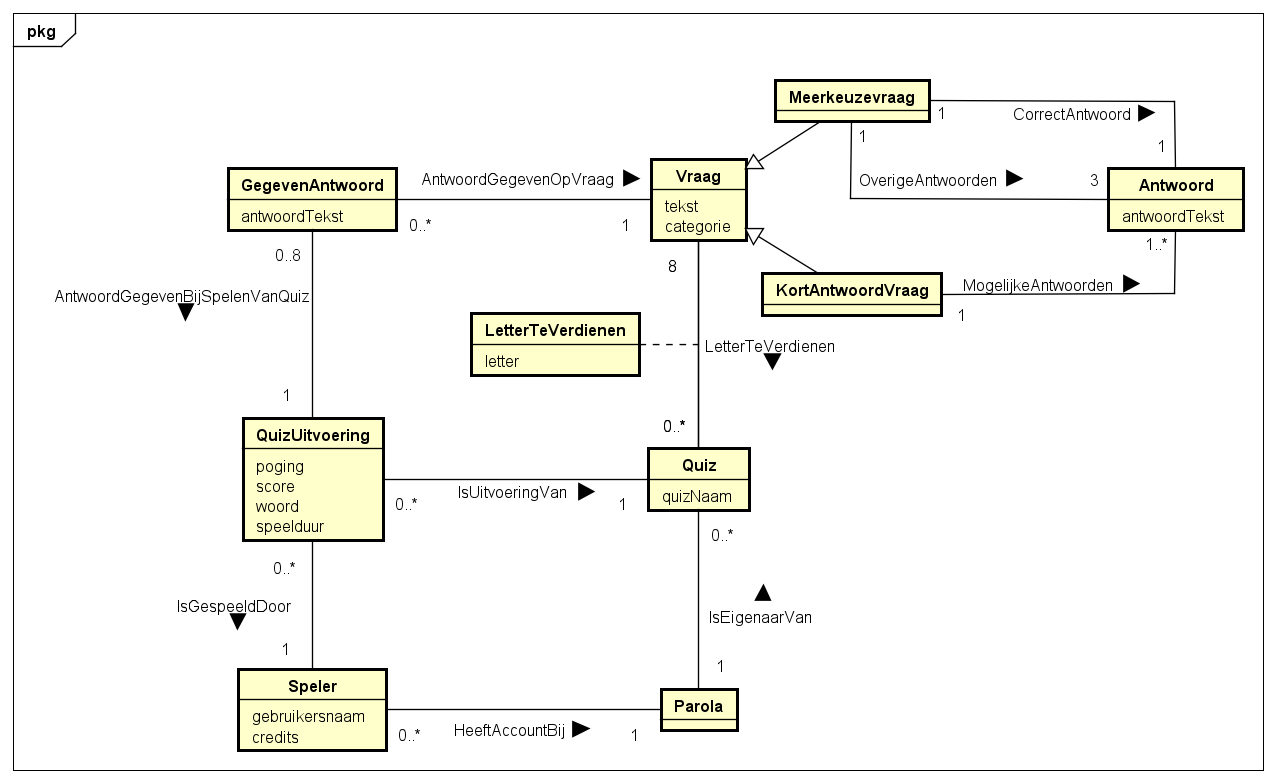 pkg
Meerkeuzevraag
1
CorrectAntwoord
1
1
OverigeAntwoorden
3
Antwoord
antwoordTekst
1..*
GegevenAntwoord
antwoordTekst
AntwoordGegevenOpVraag
0..*
1
Vraag
tekst
categorie
0..8
8
KortAntwoordVraag
MogelijkeAntwoorden
1
AntwoordGegevenBijSpelenVanQuiz
LetterTeVerdienen
letter
LetterTeVerdienen
1
0..*
QuizUitvoering
poging
score
woord
speelduur
0..*
IsUitvoeringVan
1
Quiz
quizNaam
0..*
0..*
IsGespeeldDoor
IsEigenaarVan
1
1
Speler
gebruikersnaam
credits
0..*
HeeftAccountBij
1
Parola